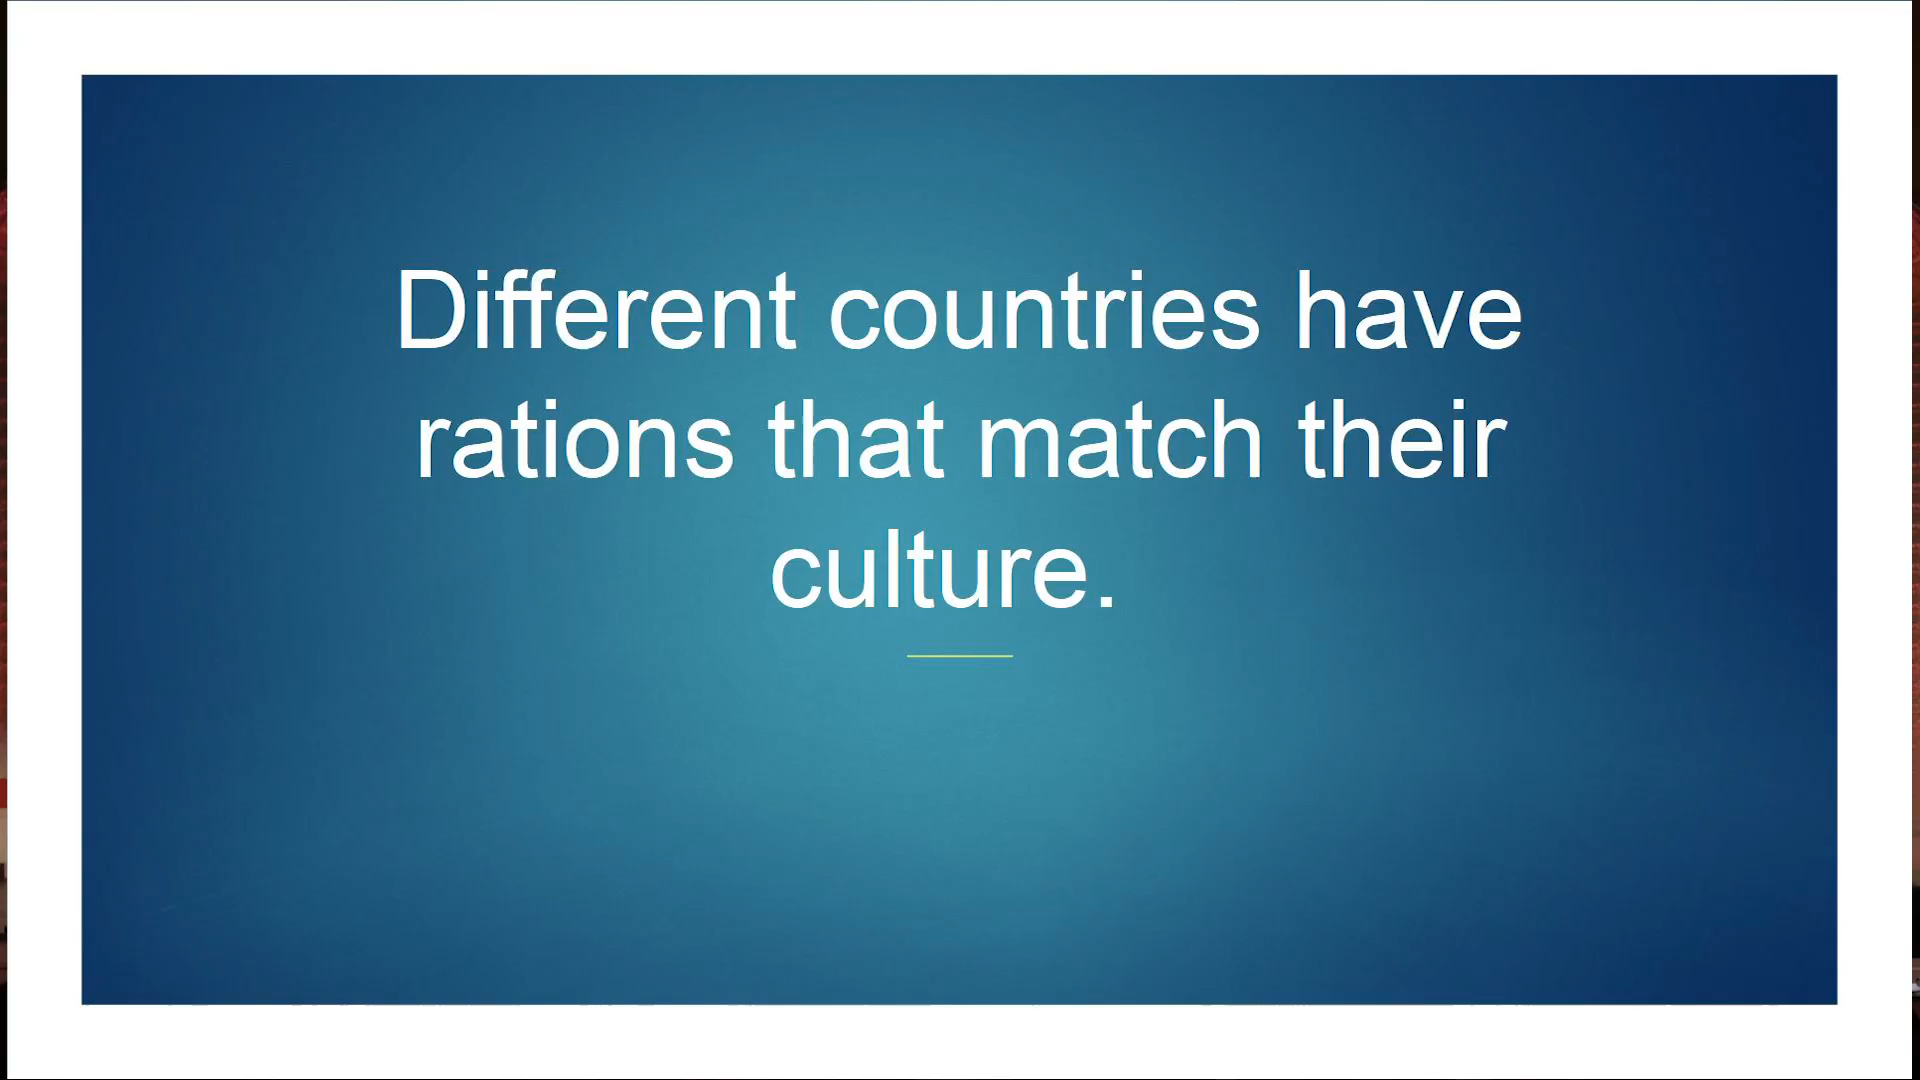 Different countries have
rations that match their
culture.